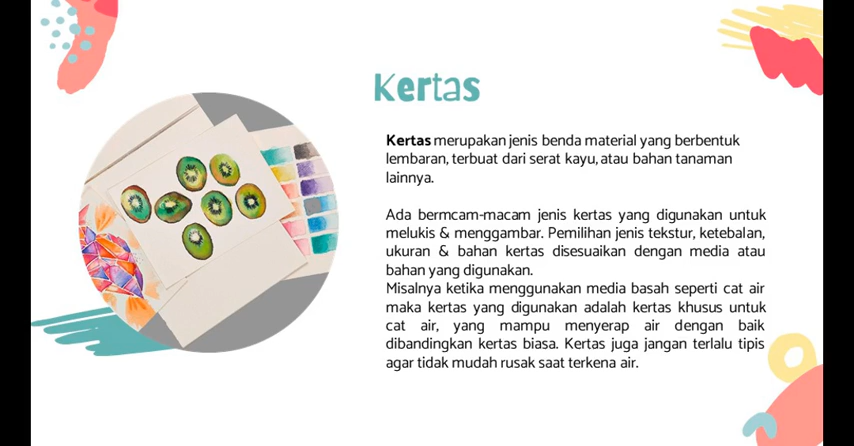 Kertas
Kertas merupakan jenis benda material yang berbentuk
lembaran, terbuat dari serat kayu, atau bahan tanaman
lainnya.
Ada bermcam-macam jenis kertas yang digunakan untuk
melukis & menggambar. Pemilihan jenis tekstur, ketebalan,
ukuran & bahan kertas disesuaikan dengan media atau
bahan yang digunakan.
Misalnya ketika menggunakan media basah seperti cat air
maka kertas yang digunakan adalah kertas khusus untuk
cat air, yang mampu menyerap air dengan baik
dibandingkan kertas biasa. Kertas juga jangan terlalu tipis
agar tidak mudah rusak saat terkena air.